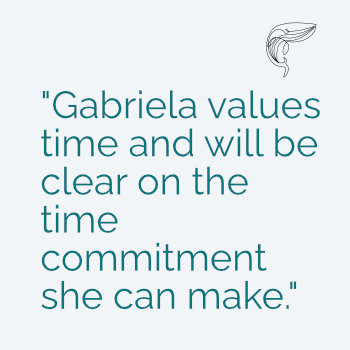 "Gabriela values
time and will be
clear on the
time
commitment
she can make."